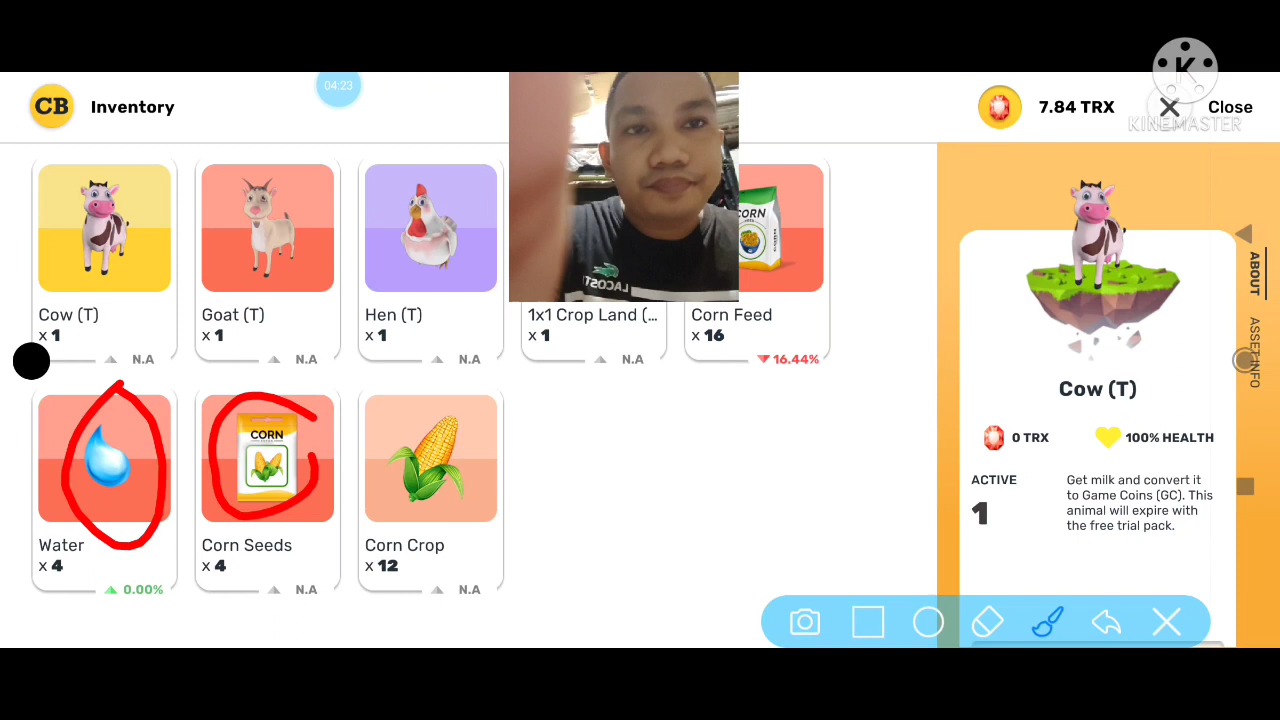 04:23
CB Inventory
7.84 TRX
Close
KINEMASTER
CORN
LACOSTE
Cow (T)
x 1
N.A
Goat (T)
x 1
N.A
Hen (T)
x 1
N.A
1x1 Crop Land (...
x 1
N.A
Corn Feed
x 16
16.44%
CORN
Water
x 4
0.00%
Corn Seeds
x 4
N.A
Corn Crop
x 12
N.A
ABOUT
ASSET INFO
Cow (T)
0 TRX
100% HEALTH
ACTIVE
1
Get milk and convert it
to Game Coins (GC). This
animal will expire with
the free trial pack.